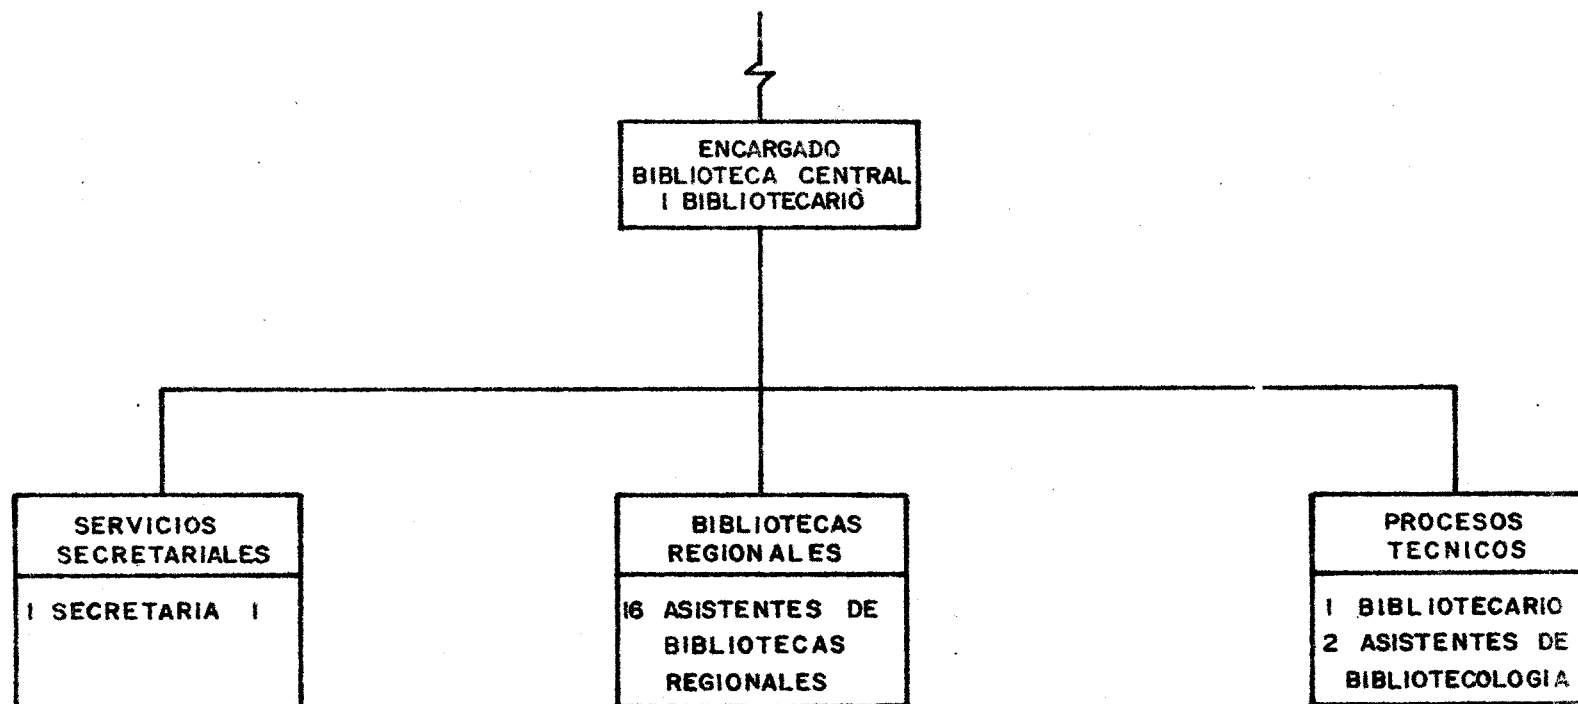 ENCARGADO
BIBLIOTECA CENTRAL
1 BIBLIOTECARIO
SERVICIOS
SECRETARIALES
1 SECRETARIA I
BIBLIOTECAS
REGIONALES
16 ASISTENTES DE
BIBLIOTECAS
REGIONALES
PROCESOS
TECNICOS
1 BIBLIOTECARIO
2 ASISTENTES DE
BIBLIOTECOLOGIA